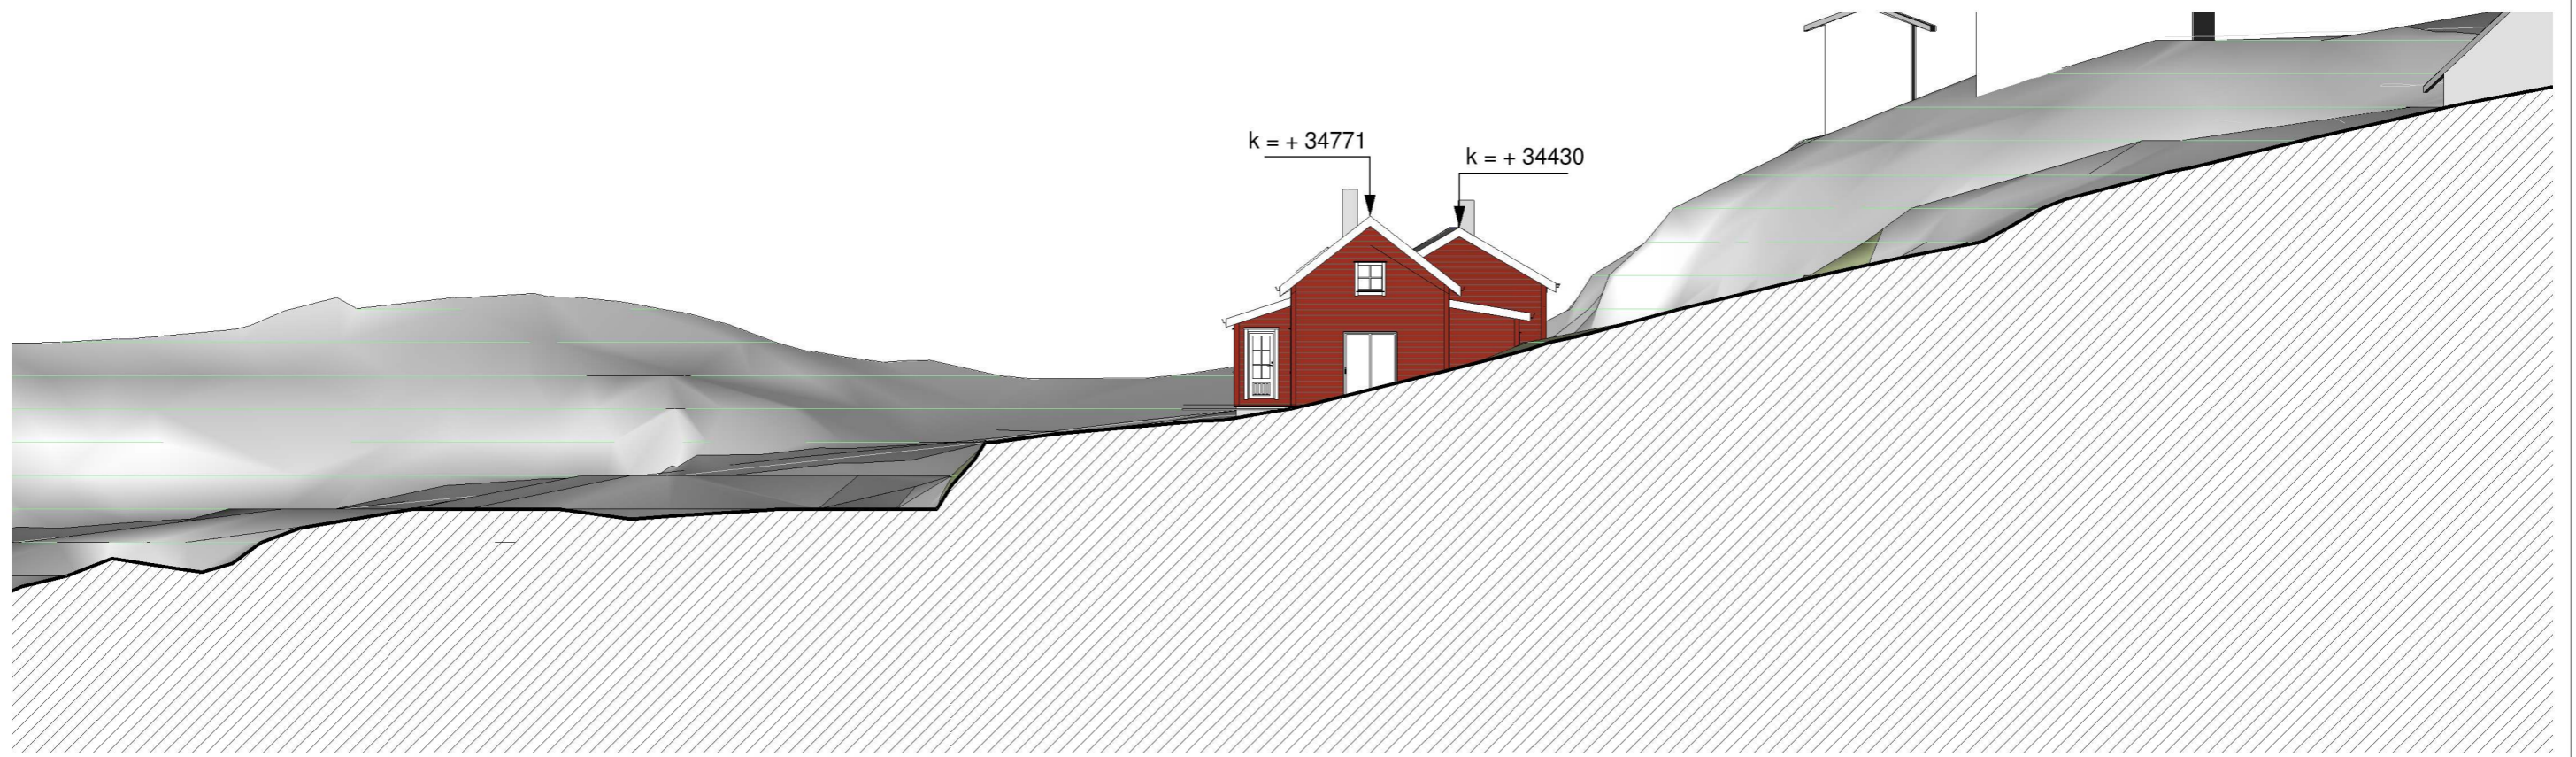 k = + 34771
k = + 34430